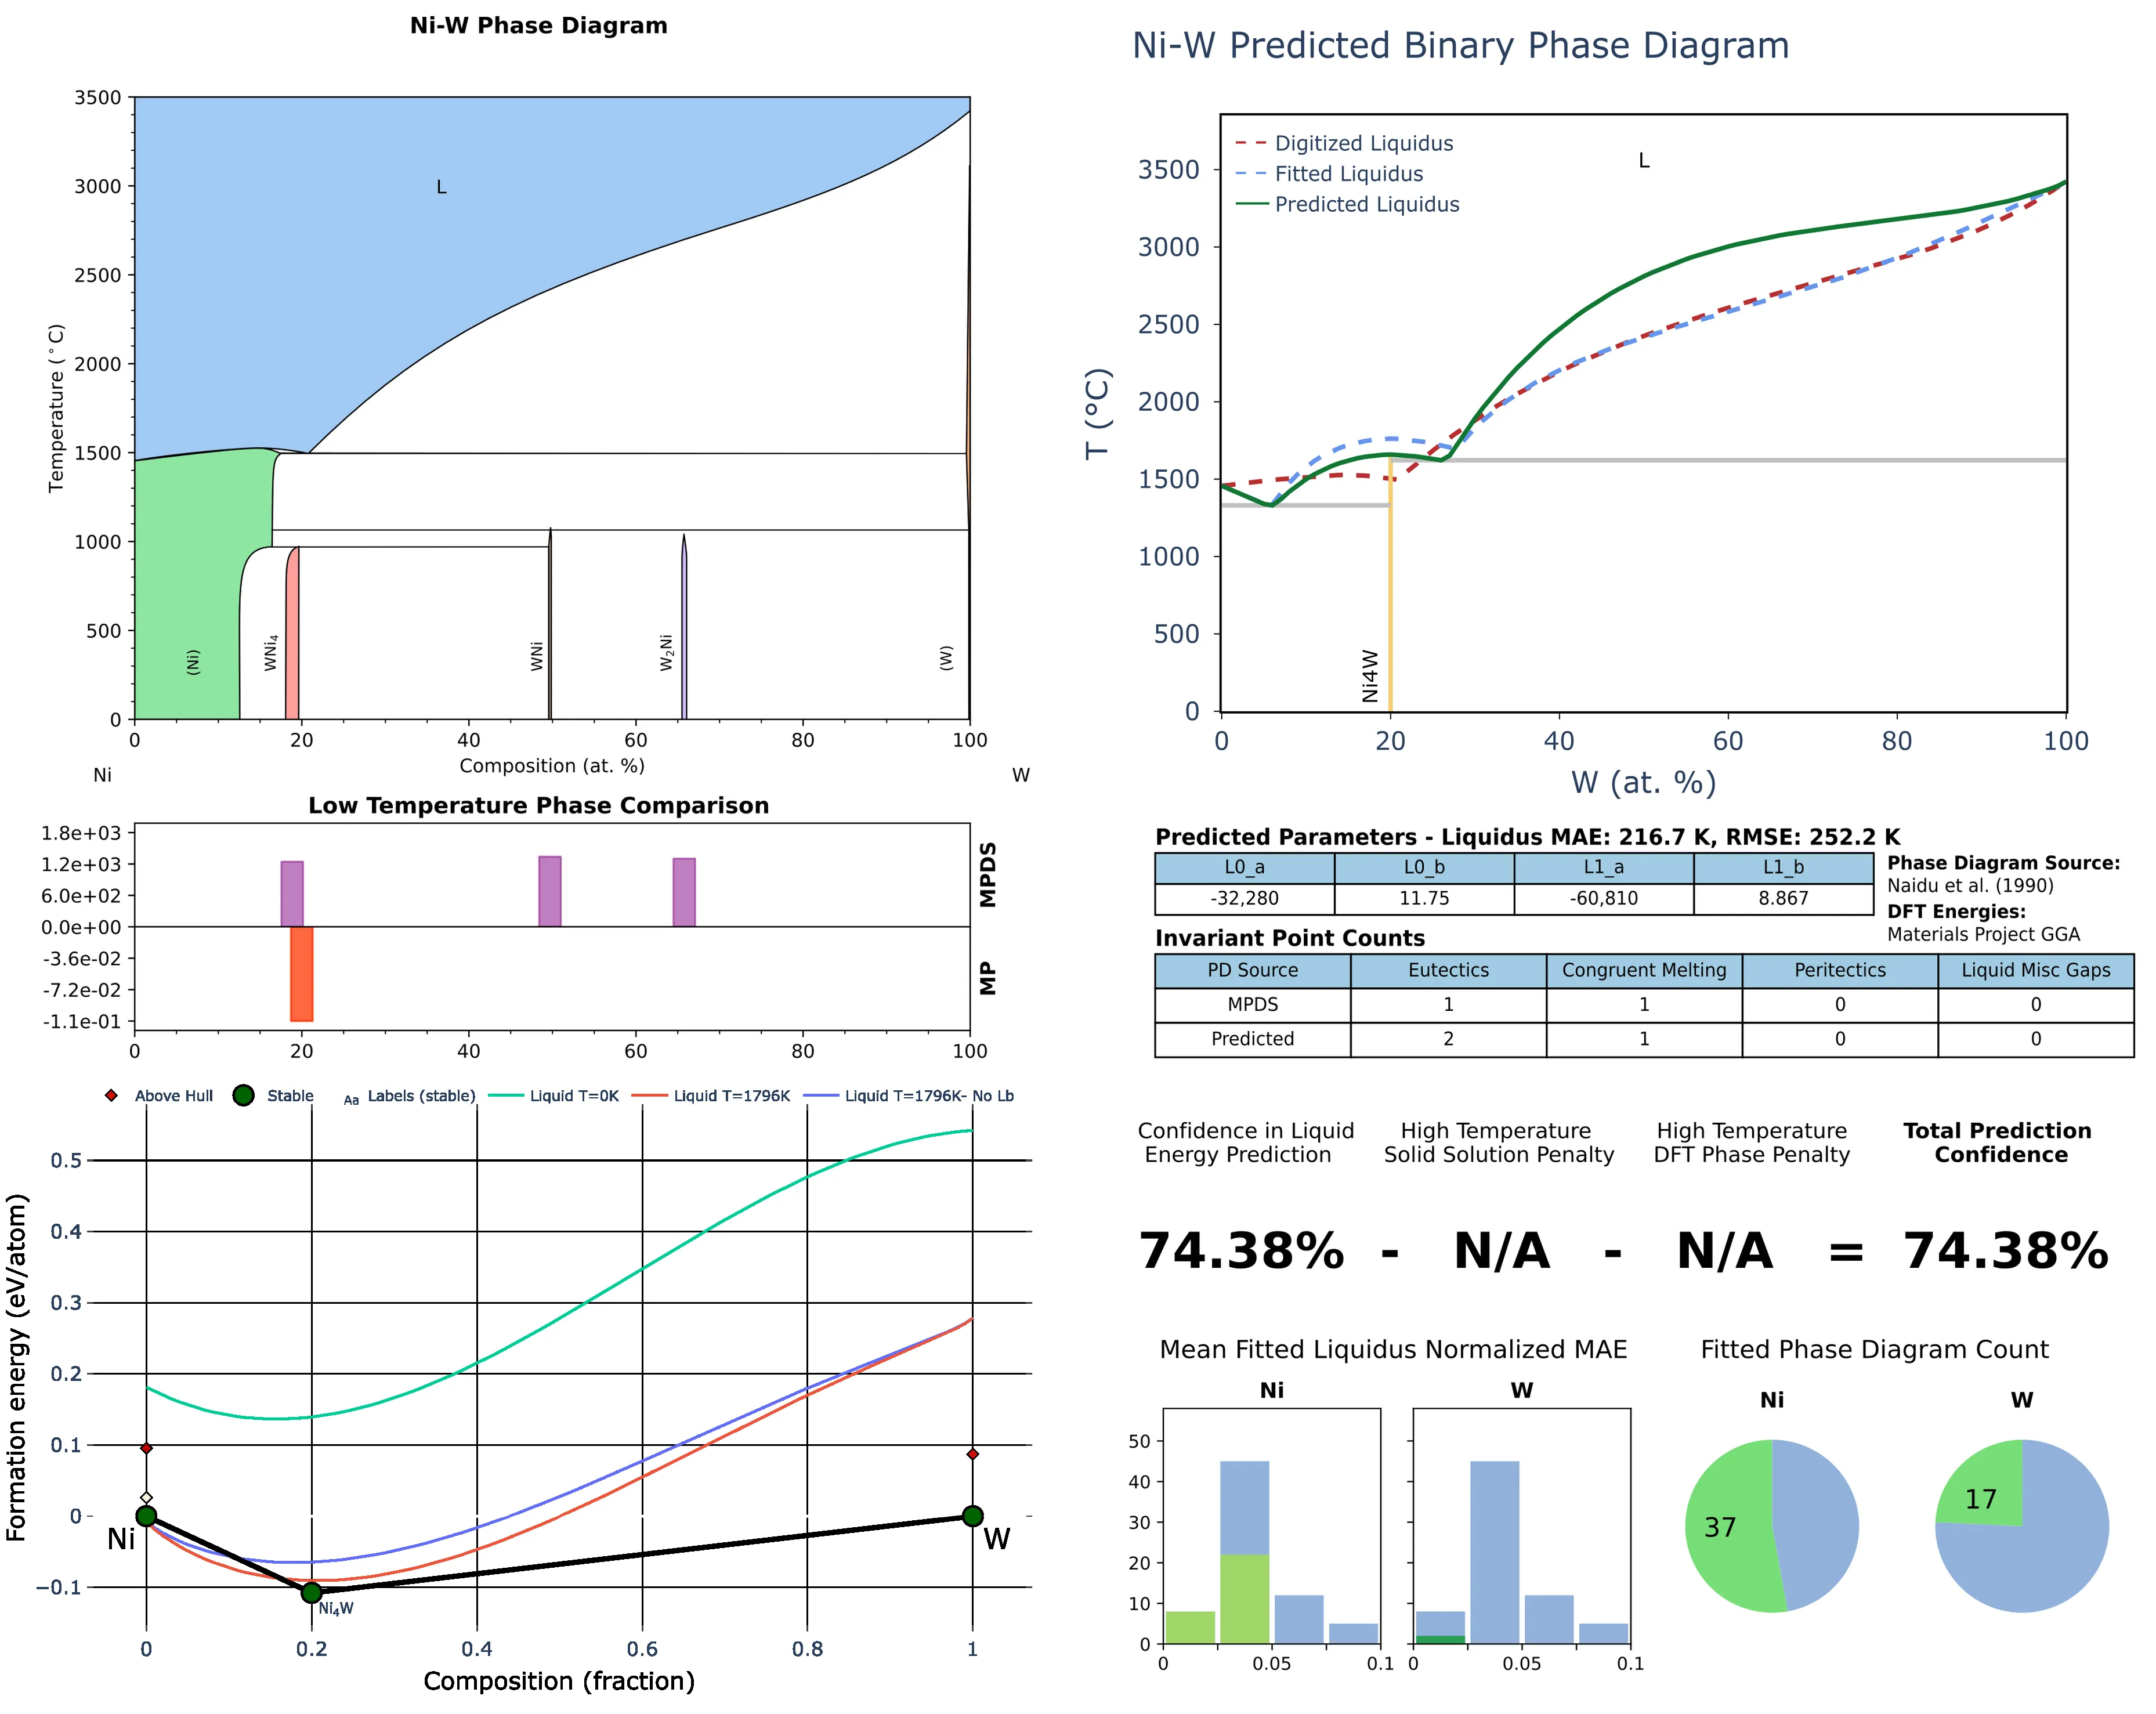 Ni-W Phase Diagram
3500
3000
2500
2000
1500
1000
500
0
Temperature (°C)
L
(Ni)
WNi4
WNi
W2Ni
(W)
0 20 40 60 80 100
Composition (at. %)
Ni W
Ni-W Predicted Binary Phase Diagram
Digitized Liquidus
Fitted Liquidus
Predicted Liquidus
L
3500
3000
2500
2000
1500
1000
500
0
T (°C)
Ni4W
0 20 40 60 80 100
W (at. %)
Low Temperature Phase Comparison
1.8e+03
1.2e+03
6.0e+02
0.0e+00
-3.6e-02
-7.2e-02
-1.1e-01
MPDS
MP
0 20 40 60 80 100
Predicted Parameters - Liquidus MAE: 216.7 K, RMSE: 252.2 K
L0_a L0_b L1_a L1_b
-32,280 11.75 -60,810 8.867
Phase Diagram Source:
Naidu et al. (1990)
DFT Energies:
Materials Project GGA
Invariant Point Counts
PD Source Eutectics Congruent Melting Peritectics Liquid Misc Gaps
MPDS 1 1 0 0
Predicted 2 1 0 0
Above Hull Stable Aa Labels (stable) Liquid T=0K Liquid T=1796K Liquid T=1796K- No Lb
0.5
0.4
0.3
0.2
0.1
0
−0.1
Formation energy (eV/atom)
Ni
W
Ni4W
0 0.2 0.4 0.6 0.8 1
Composition (fraction)
Confidence in Liquid
Energy Prediction
High Temperature
Solid Solution Penalty
High Temperature
DFT Phase Penalty
Total Prediction
Confidence
74.38% - N/A - N/A = 74.38%
Mean Fitted Liquidus Normalized MAE
Ni W
50
40
30
20
10
0
0 0.05 0.1 0 0.05 0.1
Fitted Phase Diagram Count
Ni W
37 17